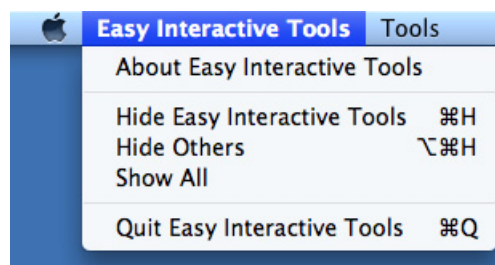 Easy Interactive Tools Tools
About Easy Interactive Tools
Hide Easy Interactive Tools ⌘H
Hide Others ⌥⌘H
Show All
Quit Easy Interactive Tools ⌘Q